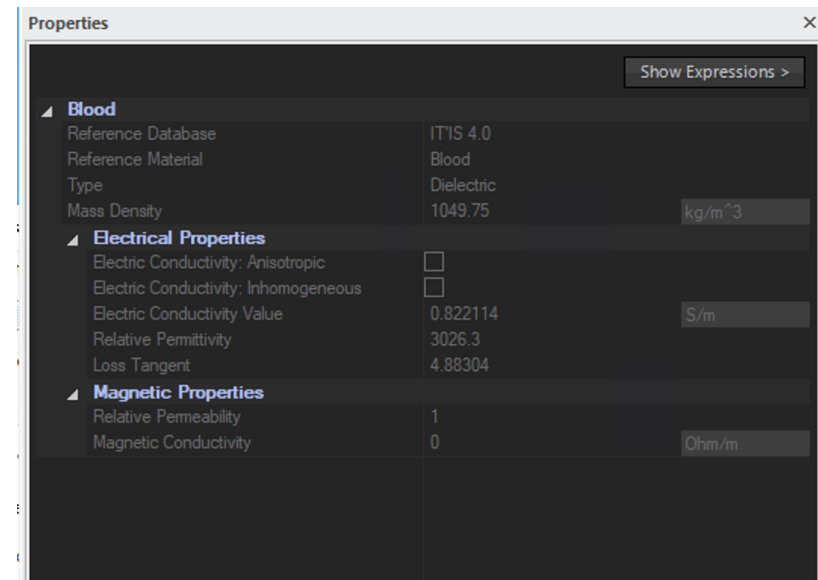 Properties
Show Expressions >
Blood
Reference Database IT'IS 4.0
Reference Material Blood
Type Dielectric
Mass Density 1049.75 kg/m^3
Electrical Properties
Electric Conductivity: Anisotropic
Electric Conductivity: Inhomogeneous
Electric Conductivity Value 0.822114 S/m
Relative Permittivity 3026.3
Loss Tangent 4.88304
Magnetic Properties
Relative Permeability 1
Magnetic Conductivity 0 Ohm/m